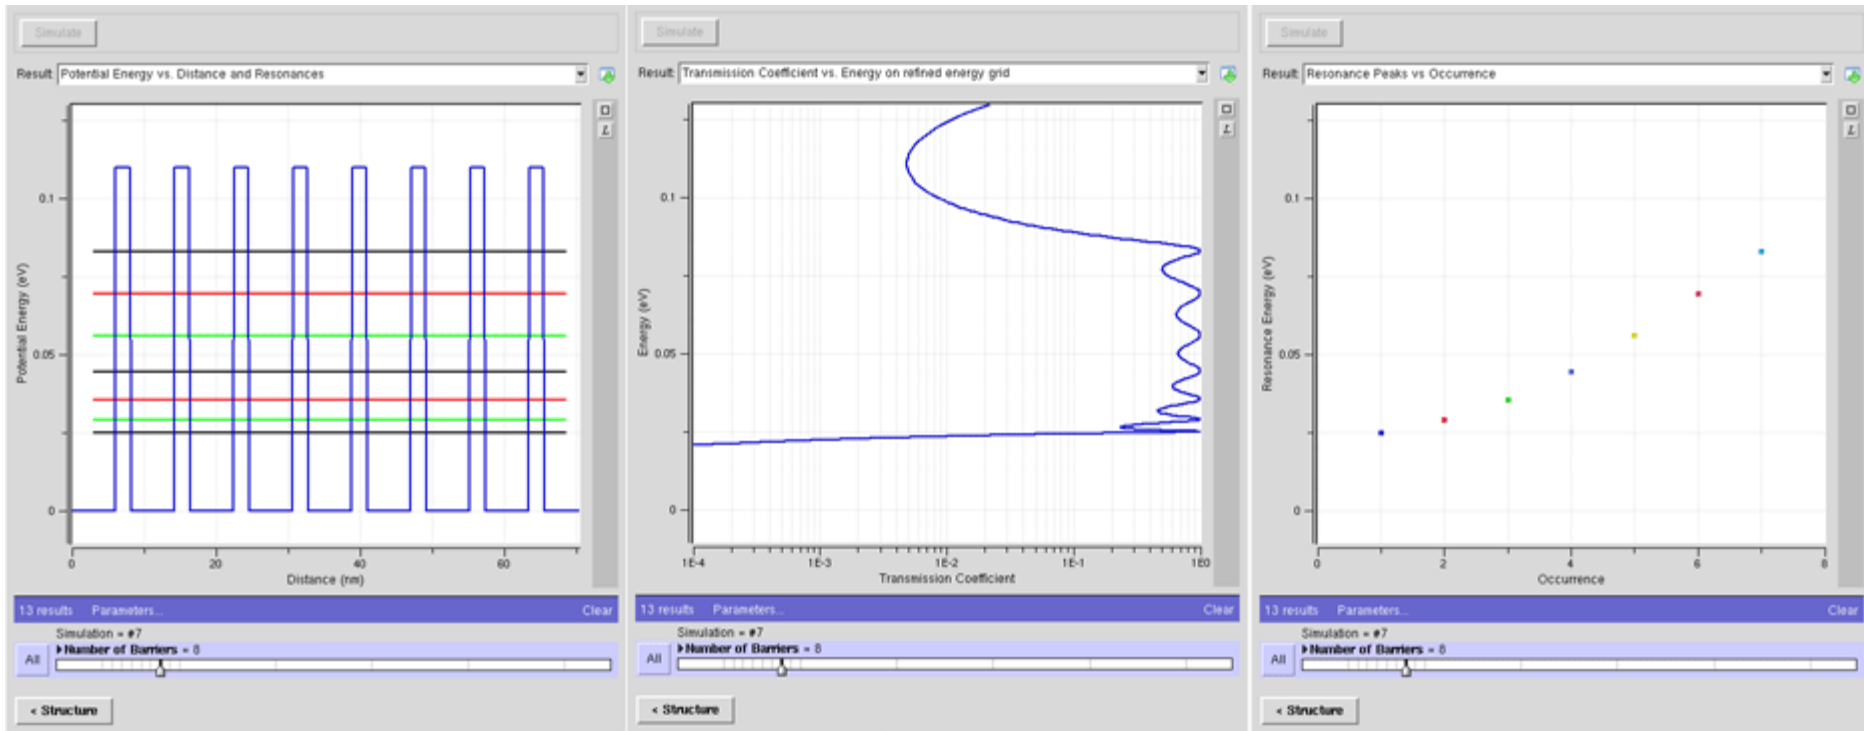 Simulate
Result: Potential Energy vs. Distance and Resonances
L
Potential Energy (eV)
0.1
0.05
0
0 20 40 60
Distance (nm)
13 results Parameters... Clear
Simulation = #7
All
Number of Barriers = 8
< Structure
Simulate
Result: Transmission Coefficient vs. Energy on refined energy grid
L
Energy (eV)
0.1
0.05
0
1E-4 1E-3 1E-2 1E-1 1E0
Transmission Coefficient
13 results Parameters... Clear
Simulation = #7
All
Number of Barriers = 8
< Structure
Simulate
Result: Resonance Peaks vs Occurrence
L
Resonance Energy (eV)
0.1
0.05
0
0 2 4 6 8
Occurrence
13 results Parameters... Clear
Simulation = #7
All
Number of Barriers = 8
< Structure